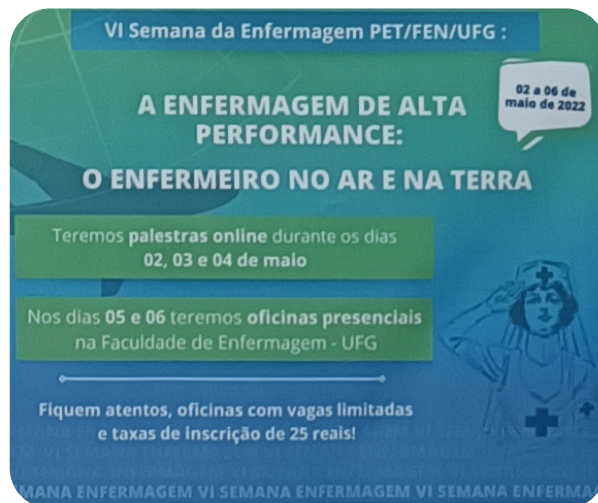 VI Semana da Enfermagem PET/FEN/UFG :
02 a 06 de
maio de 2022
A ENFERMAGEM DE ALTA
PERFORMANCE:
O ENFERMEIRO NO AR E NA TERRA
Teremos palestras online durante os dias
02, 03 e 04 de maio
Nos dias 05 e 06 teremos oficinas presenciais
na Faculdade de Enfermagem - UFG
Fiquem atentos, oficinas com vagas limitadas
e taxas de inscrição de 25 reais!
SEMANA ENFERMAGEM VI SEMANA ENFERMAGEM VI SEMANA ENFERMAG